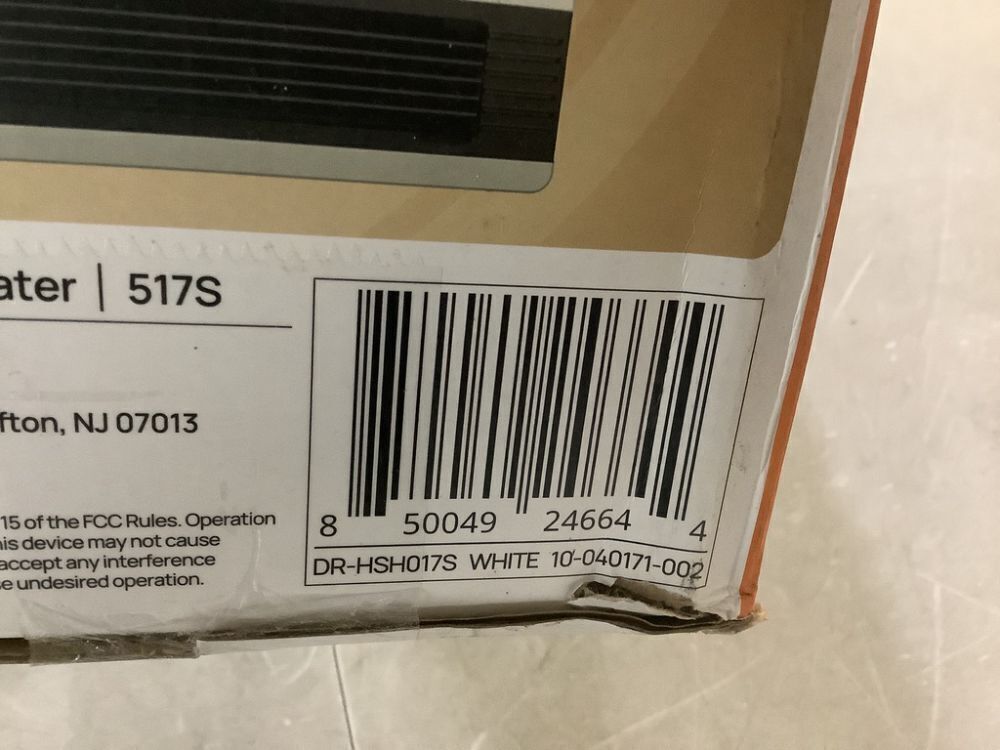 ater | 517S
fton, NJ 07013
15 of the FCC Rules. Operation
his device may not cause
accept any interference
e undesired operation.
8 50049 24664 4
DR-HSH017S WHITE 10-040171-002